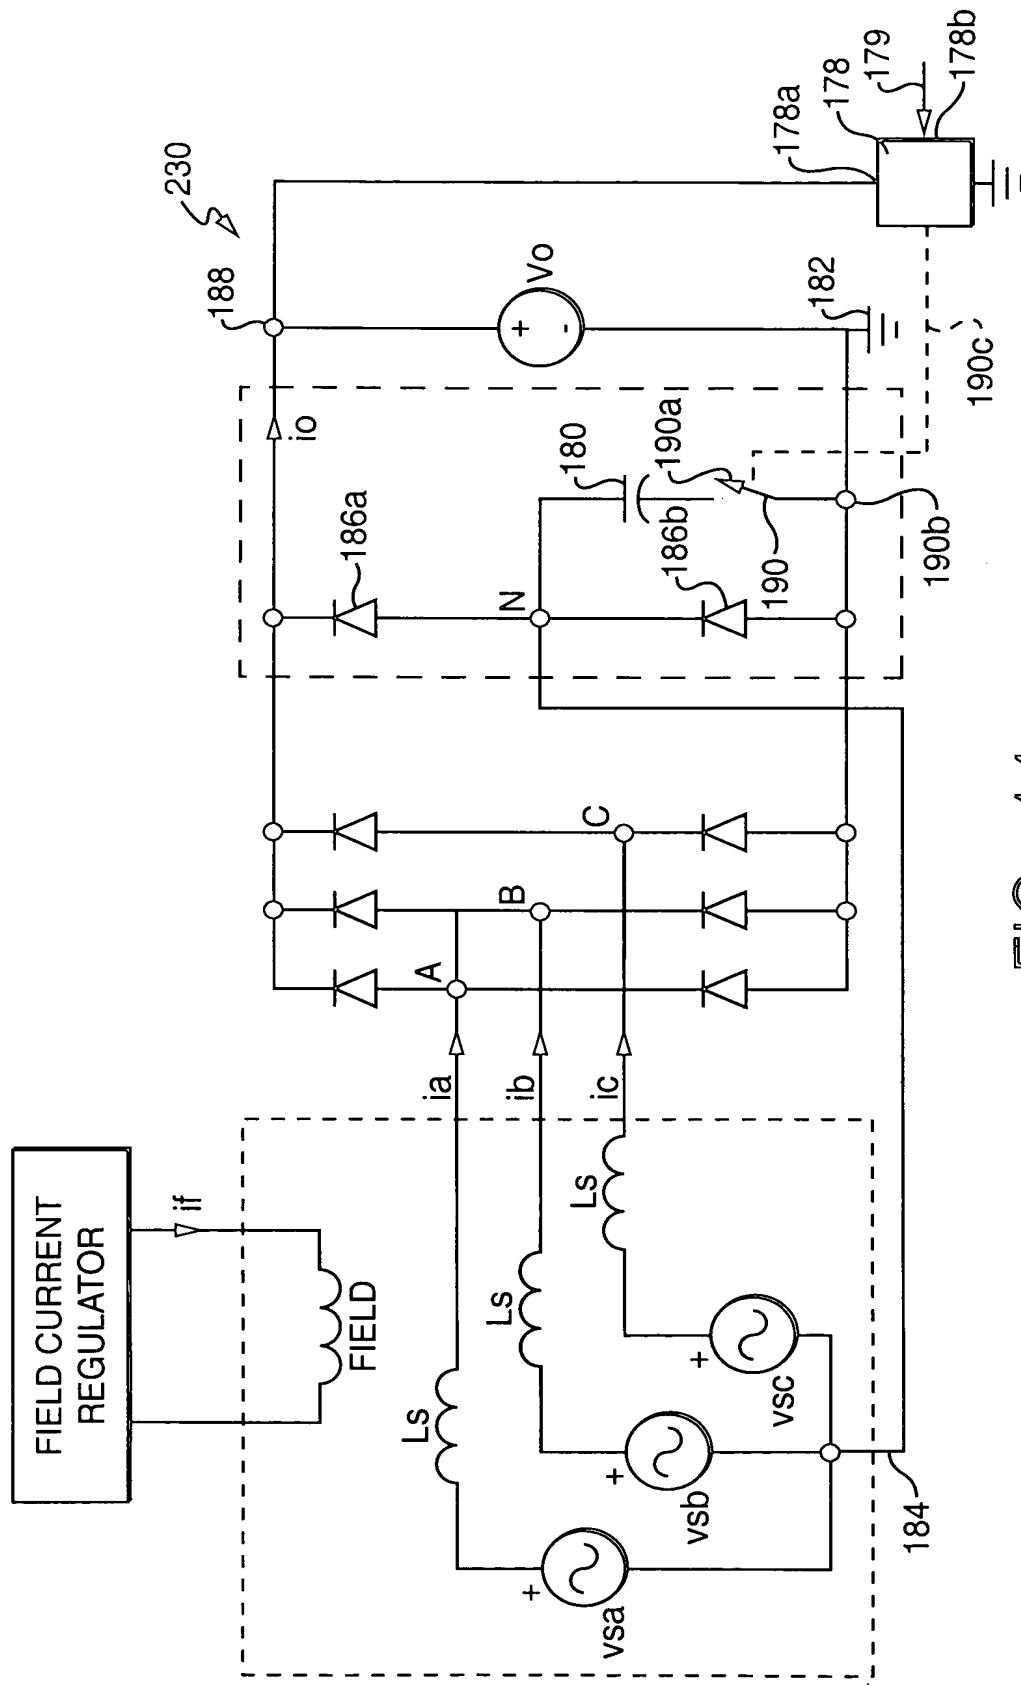 FIELD CURRENT
REGULATOR
if
FIELD
Ls
Ls
Ls
+
+
+
vsa
vsb
vsc
184
ia
ib
ic
A
B
C
N
186a
186b
180
190a
190
190b
190c
io
188
230
+
-
Vo
182
178a
178
179
178b